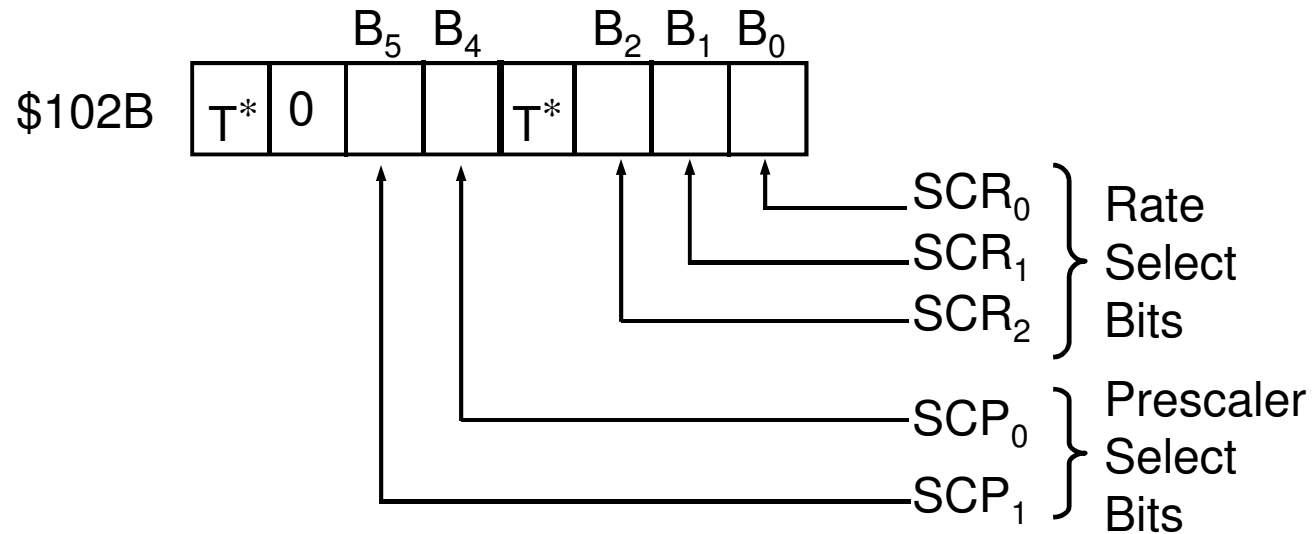 B₅ B₄ B₂ B₁ B₀
$102B T* 0 T*
SCR₀
SCR₁
SCR₂
Rate
Select
Bits
SCP₀
SCP₁
Prescaler
Select
Bits